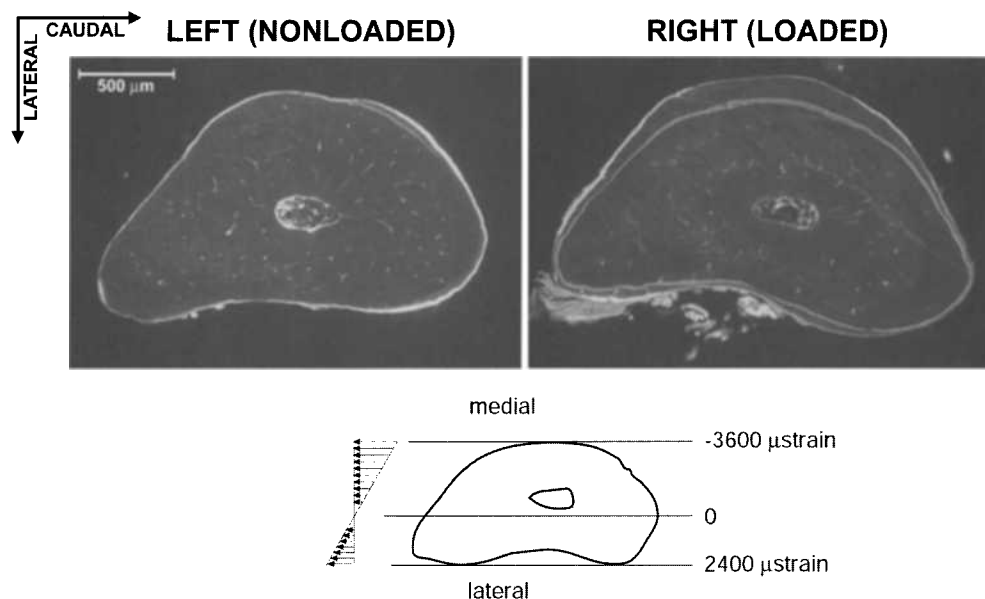 CAUDAL
LATERAL
LEFT (NONLOADED)
RIGHT (LOADED)
500 μm
medial
-3600 μstrain
0
2400 μstrain
lateral